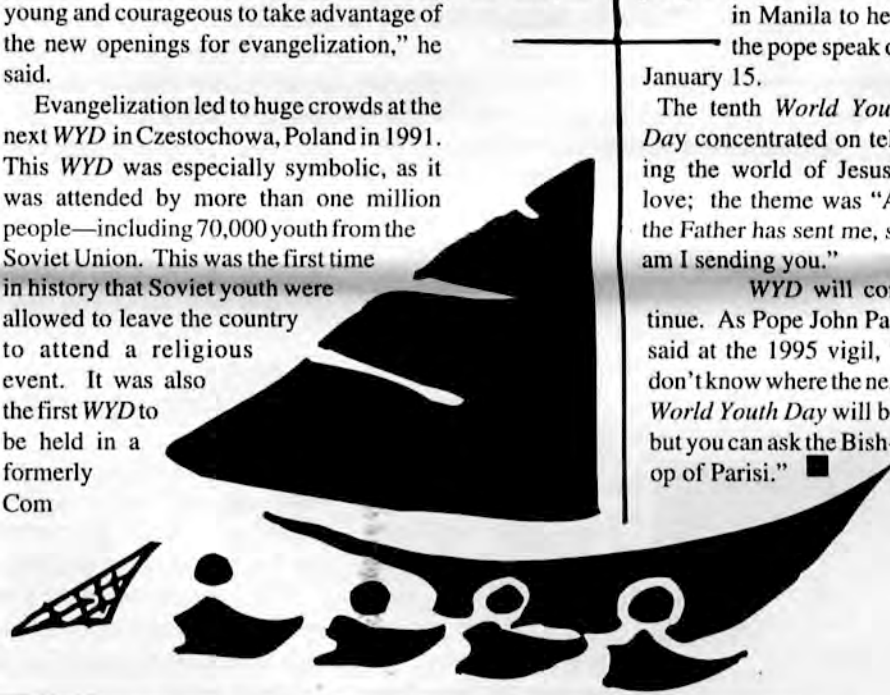 young and courageous to take advantage of
the new openings for evangelization," he
said.
Evangelization led to huge crowds at the
next WYD in Czestochowa, Poland in 1991.
This WYD was especially symbolic, as it
was attended by more than one million
people—including 70,000 youth from the
Soviet Union. This was the first time
in history that Soviet youth were
allowed to leave the country
to attend a religious
event. It was also
the first WYD to
be held in a
formerly
Com
in Manila to he
the pope speak o
January 15.
The tenth World You
Day concentrated on tel
ing the world of Jesus
love; the theme was "A
the Father has sent me, s
am I sending you."
WYD will con
tinue. As Pope John Pa
said at the 1995 vigil,
don't know where the ne
World Youth Day will b
but you can ask the Bish-
op of Parisi."